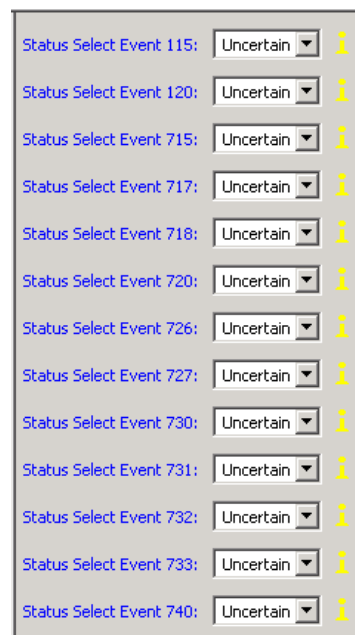 Status Select Event 115: Uncertain i
Status Select Event 120: Uncertain i
Status Select Event 715: Uncertain i
Status Select Event 717: Uncertain i
Status Select Event 718: Uncertain i
Status Select Event 720: Uncertain i
Status Select Event 726: Uncertain i
Status Select Event 727: Uncertain i
Status Select Event 730: Uncertain i
Status Select Event 731: Uncertain i
Status Select Event 732: Uncertain i
Status Select Event 733: Uncertain i
Status Select Event 740: Uncertain i